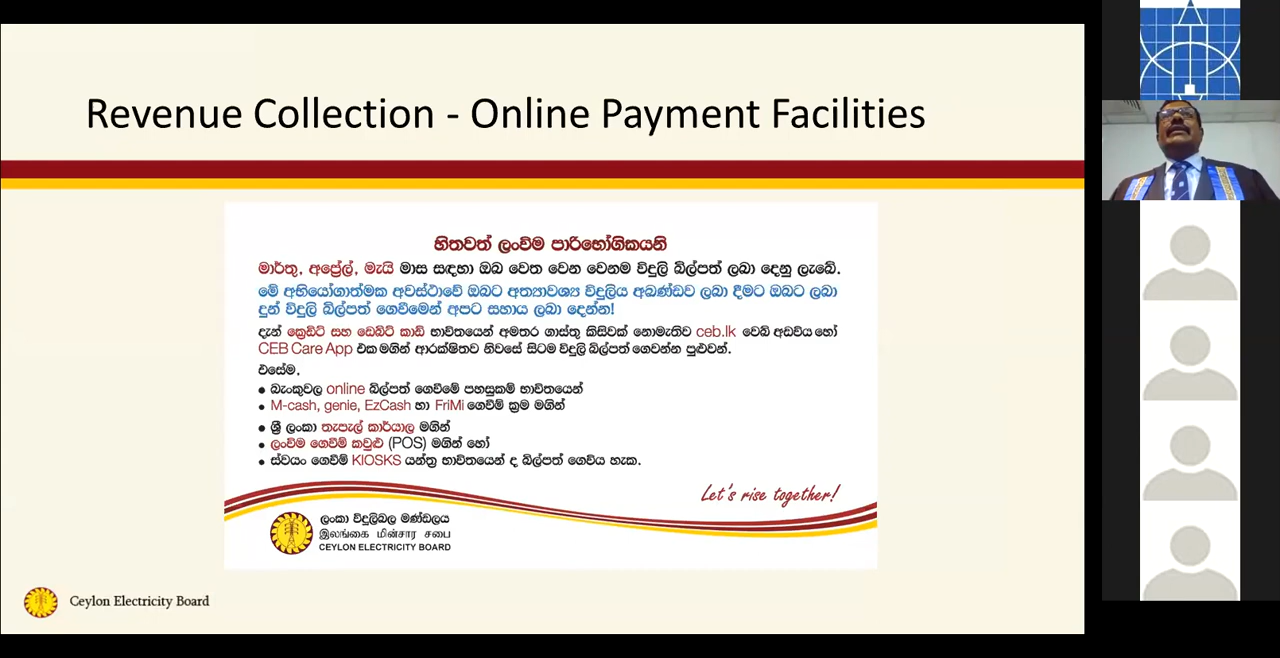 Revenue Collection - Online Payment Facilities
හිතවත් ලංවිම පාරිභෝගිකයනි
මාර්තු, අප්‍රේල්, මැයි මාස සඳහා ඔබ වෙත වෙන වෙනම විදුලි බිල්පත් ලබා දෙනු ලැබේ.
මේ අභියෝගාත්මක අවස්ථාවේ ඔබට අත්‍යාවශ්‍ය විදුලිය අඛණ්ඩව ලබා දීමට ඔබට ලබා
දුන් විදුලි බිල්පත් ගෙවීමෙන් අපට සහාය ලබා දෙන්න!
දැන් ක්‍රෙඩිට් සහ ඩෙබිට් කාඩ් භාවිතයෙන් අමතර ගාස්තු කිසිවක් නොමැතිව ceb.lk වෙබ් අඩවිය හෝ
CEB Care App එක මගින් ආරක්ෂිතව නිවසේ සිටම විදුලි බිල්පත් ගෙවන්න පුළුවන්.
එසේම,
● බැංකුවල online බිල්පත් ගෙවීමේ පහසුකම් භාවිතයෙන්
● M-cash, genie, EzCash හා FriMi ගෙවීම් ක්‍රම මගින්
● ශ්‍රී ලංකා තැපැල් කාර්යාල මගින්
● ලංවිම ගෙවීම් කවුළු (POS) මගින් හෝ
● ස්වයං ගෙවීම් KIOSKS යන්ත්‍ර භාවිතයෙන් ද බිල්පත් ගෙවිය හැක.
Let's rise together!
ලංකා විදුලිබල මණ්ඩලය
இலங்கை மின்சார சபை
CEYLON ELECTRICITY BOARD
Ceylon Electricity Board